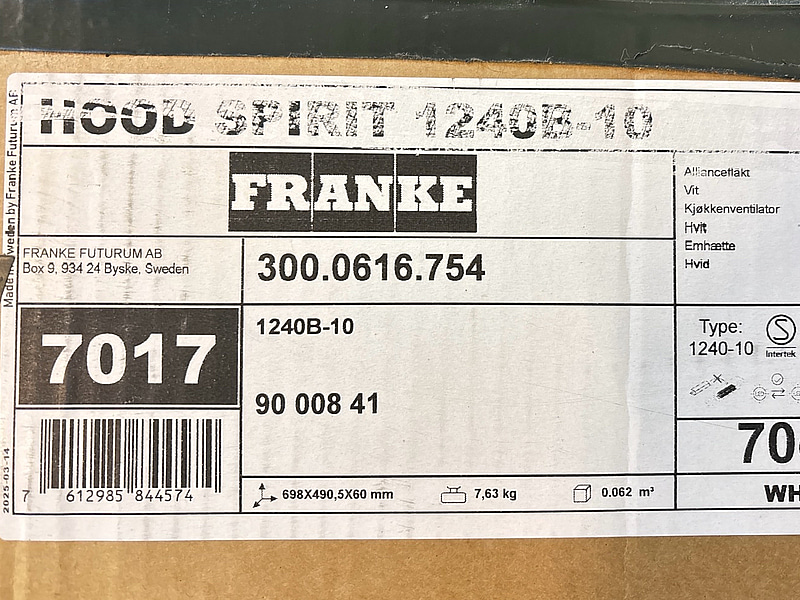 HOOD SPIRIT 1240B-10
FRANKE
Alliancefläkt
Vit
Kjøkkenventilator
Hvit
Emhætte
Hvid
FRANKE FUTURUM AB
Box 9, 934 24 Byske, Sweden
300.0616.754
7017
1240B-10
90 008 41
Type:
1240-10
S
Intertek
70
WH
7 612985 844574
698X490,5X60 mm
7,63 kg
0.062 m³
Made in Sweden by Franke Futurum AB
2025-03-14